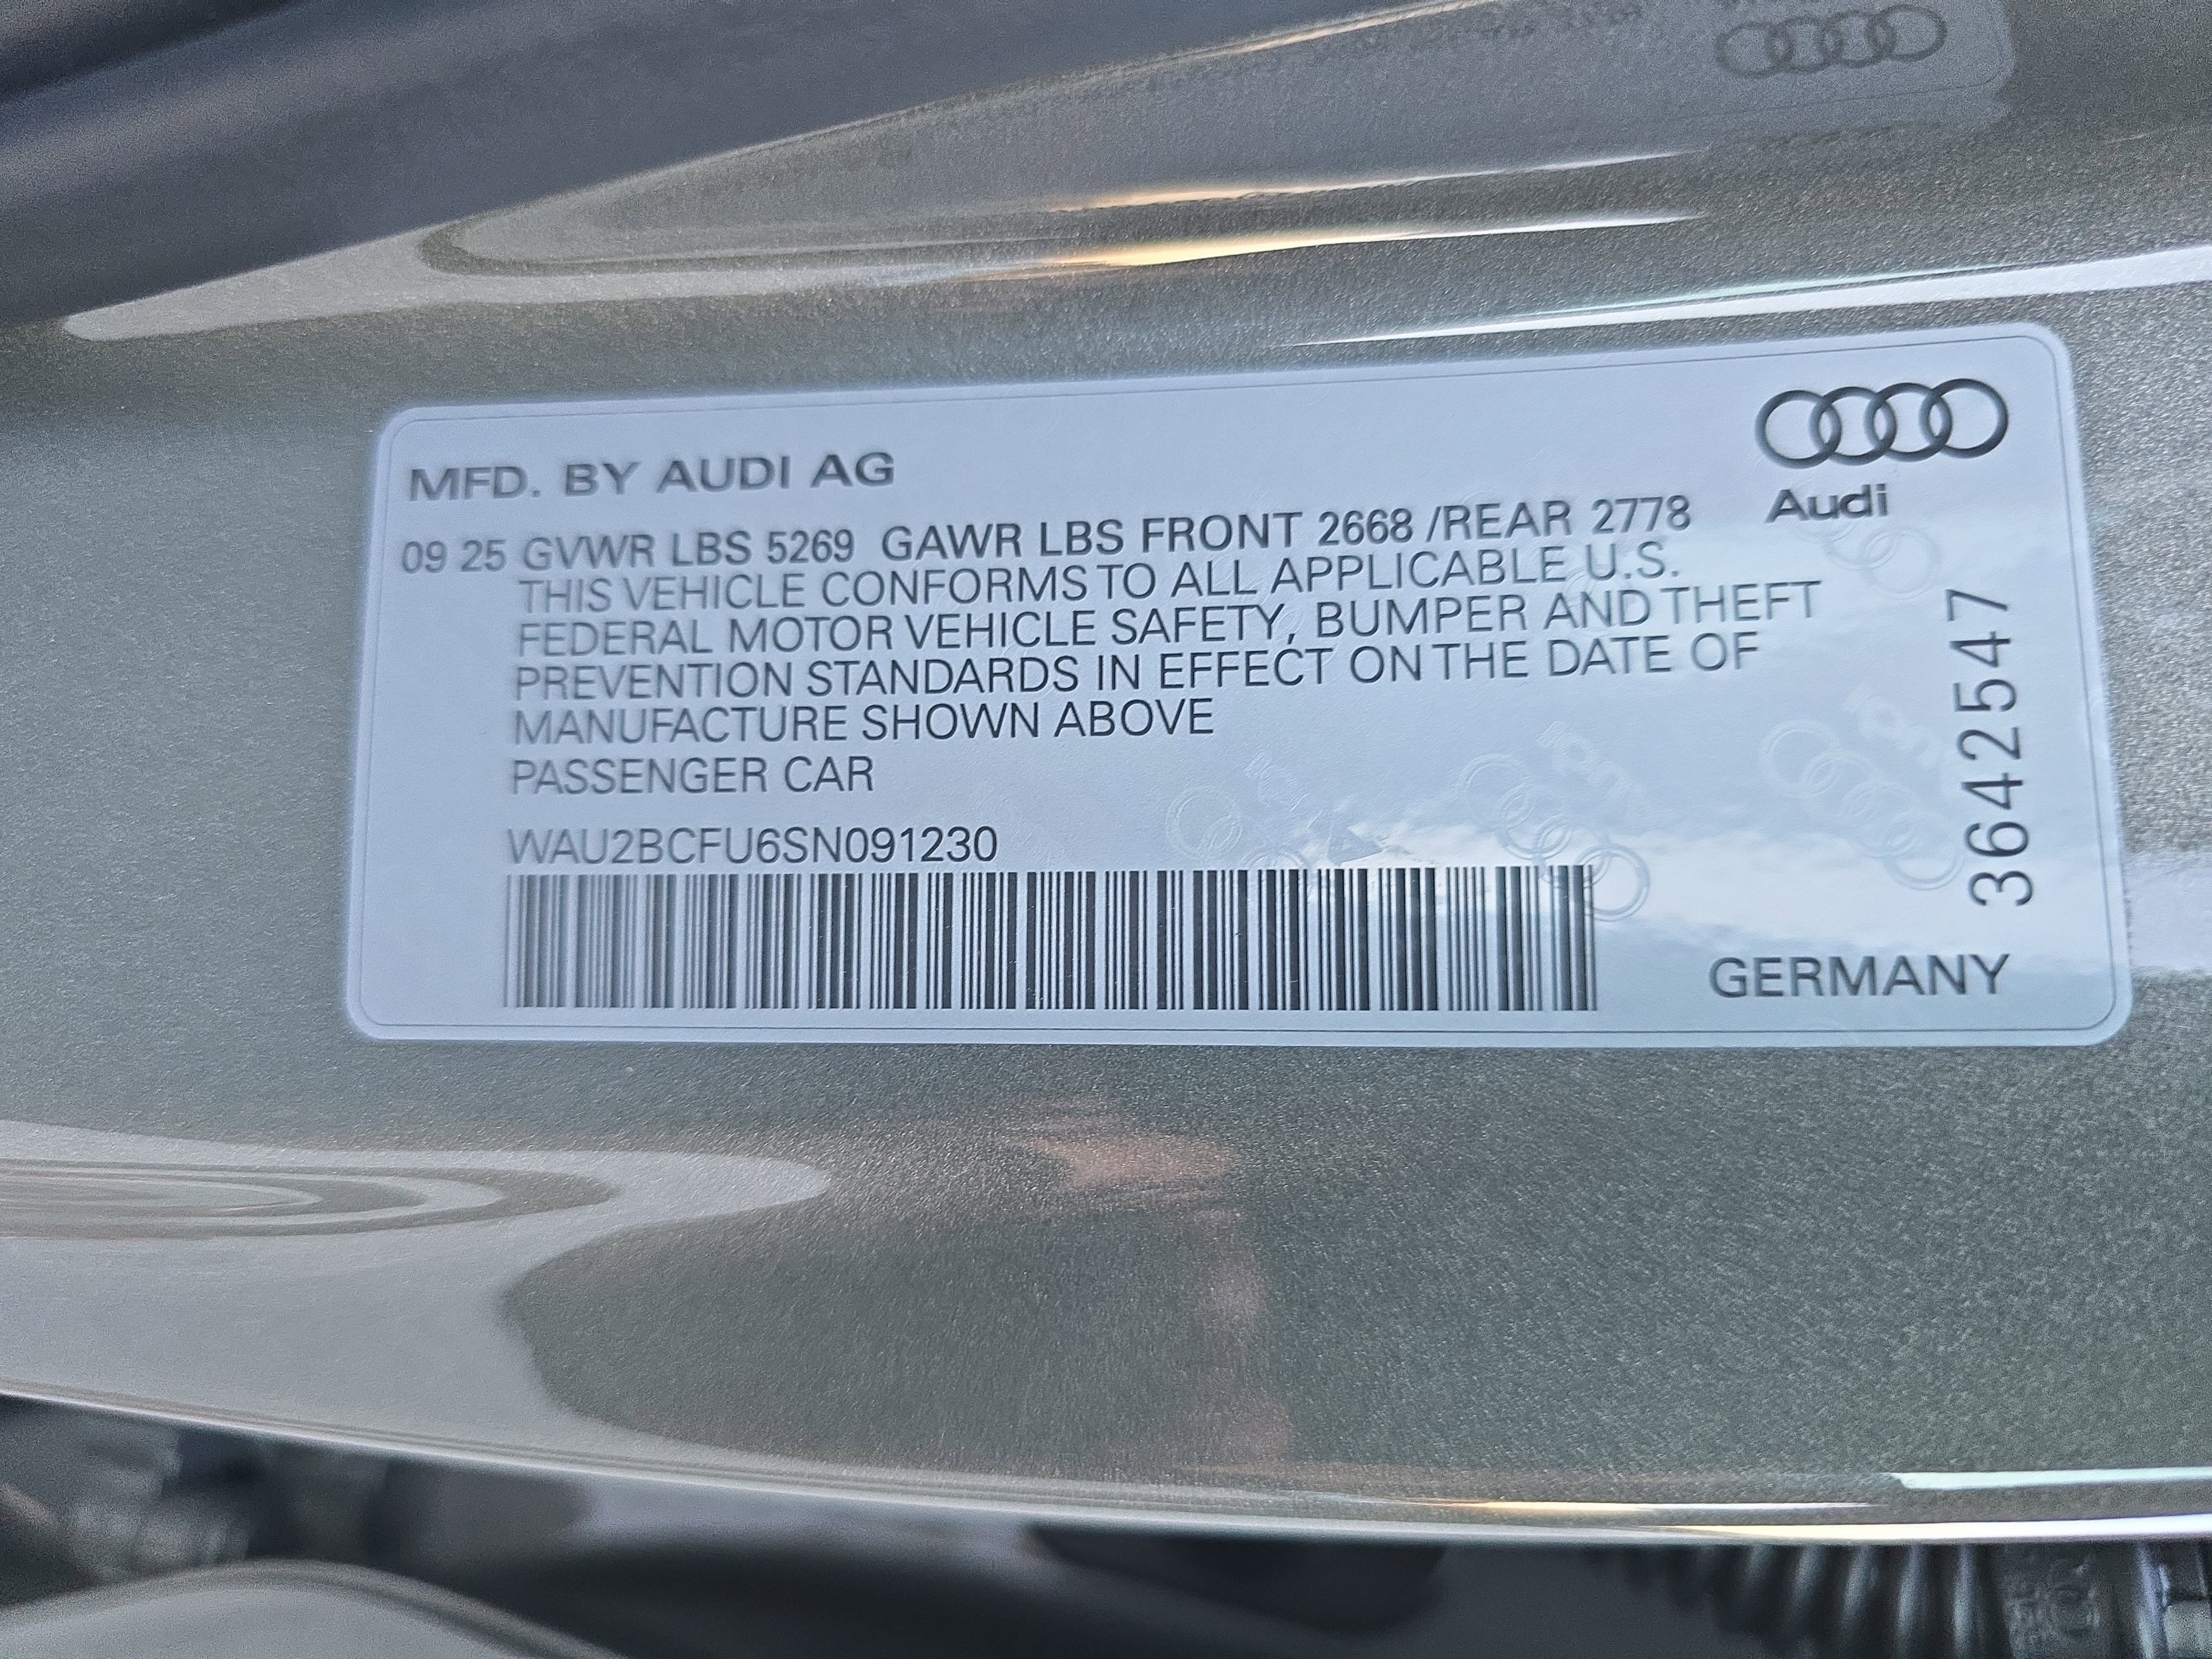 MFD. BY AUDI AG
Audi
09 25 GVWR LBS 5269 GAWR LBS FRONT 2668 /REAR 2778
THIS VEHICLE CONFORMS TO ALL APPLICABLE U.S.
FEDERAL MOTOR VEHICLE SAFETY, BUMPER AND THEFT
PREVENTION STANDARDS IN EFFECT ON THE DATE OF
MANUFACTURE SHOWN ABOVE
PASSENGER CAR
WAU2BCFU6SN091230
3642547
GERMANY